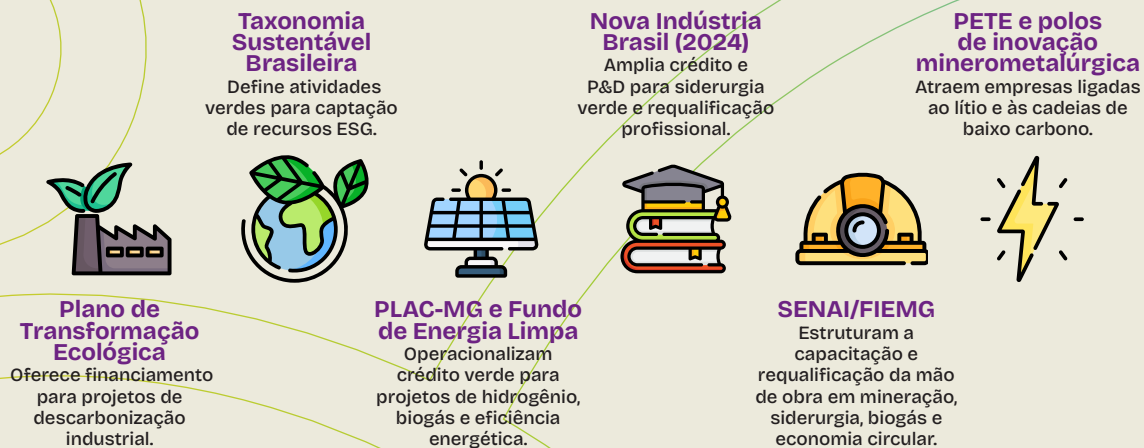 Taxonomia
Sustentável
Brasileira
Define atividades
verdes para captação
de recursos ESG.
Nova Indústria
Brasil (2024)
Amplia crédito e
P&D para siderurgia
verde e requalificação
profissional.
PETE e polos
de inovação
minerometalúrgica
Atraem empresas ligadas
ao lítio e às cadeias de
baixo carbono.
Plano de
Transformação
Ecológica
Oferece financiamento
para projetos de
descarbonização
industrial.
PLAC-MG e Fundo
de Energia Limpa
Operacionalizam
crédito verde para
projetos de hidrogênio,
biogás e eficiência
energética.
SENAI/FIEMG
Estruturam a
capacitação e
requalificação da mão
de obra em mineração,
siderurgia, biogás e
economia circular.